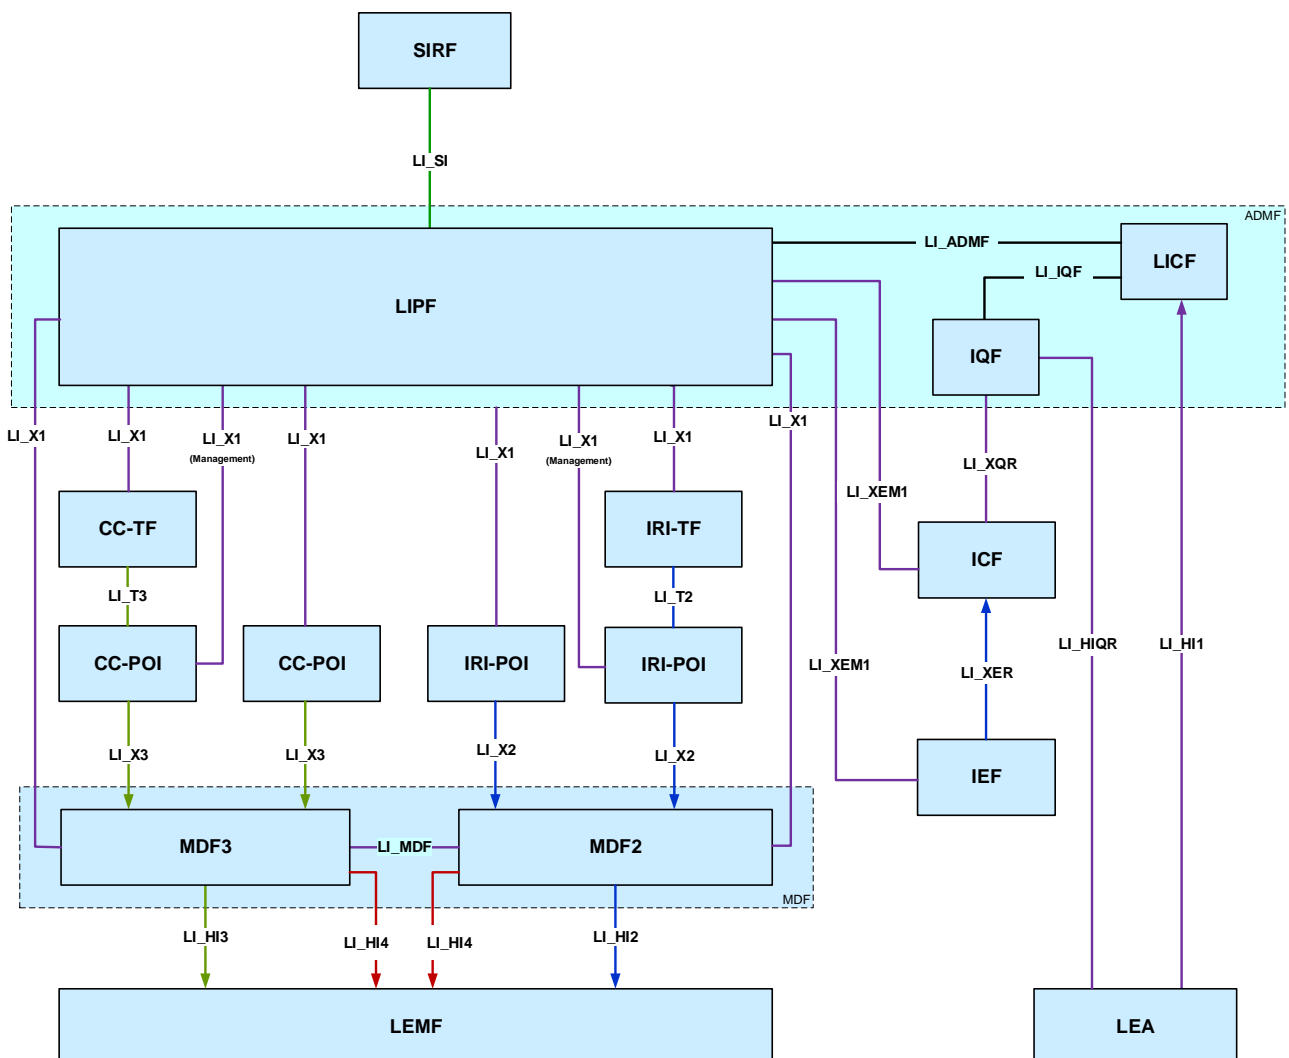 SIRF
LI_SI
ADMF
LI_ADMF
LICF
LI_IQF
LIPF
IQF
LI_X1
LI_X1
LI_X1
(Management)
LI_X1
LI_X1
LI_X1
(Management)
LI_X1
LI_X1
LI_XQR
LI_XEM1
CC-TF
IRI-TF
ICF
LI_T3
LI_T2
LI_HIQR
LI_HI1
CC-POI
CC-POI
IRI-POI
IRI-POI
LI_XEM1
LI_XER
LI_X3
LI_X3
LI_X2
LI_X2
IEF
MDF3
LI_MDF
MDF2
MDF
LI_HI3
LI_HI4
LI_HI4
LI_HI2
LEMF
LEA